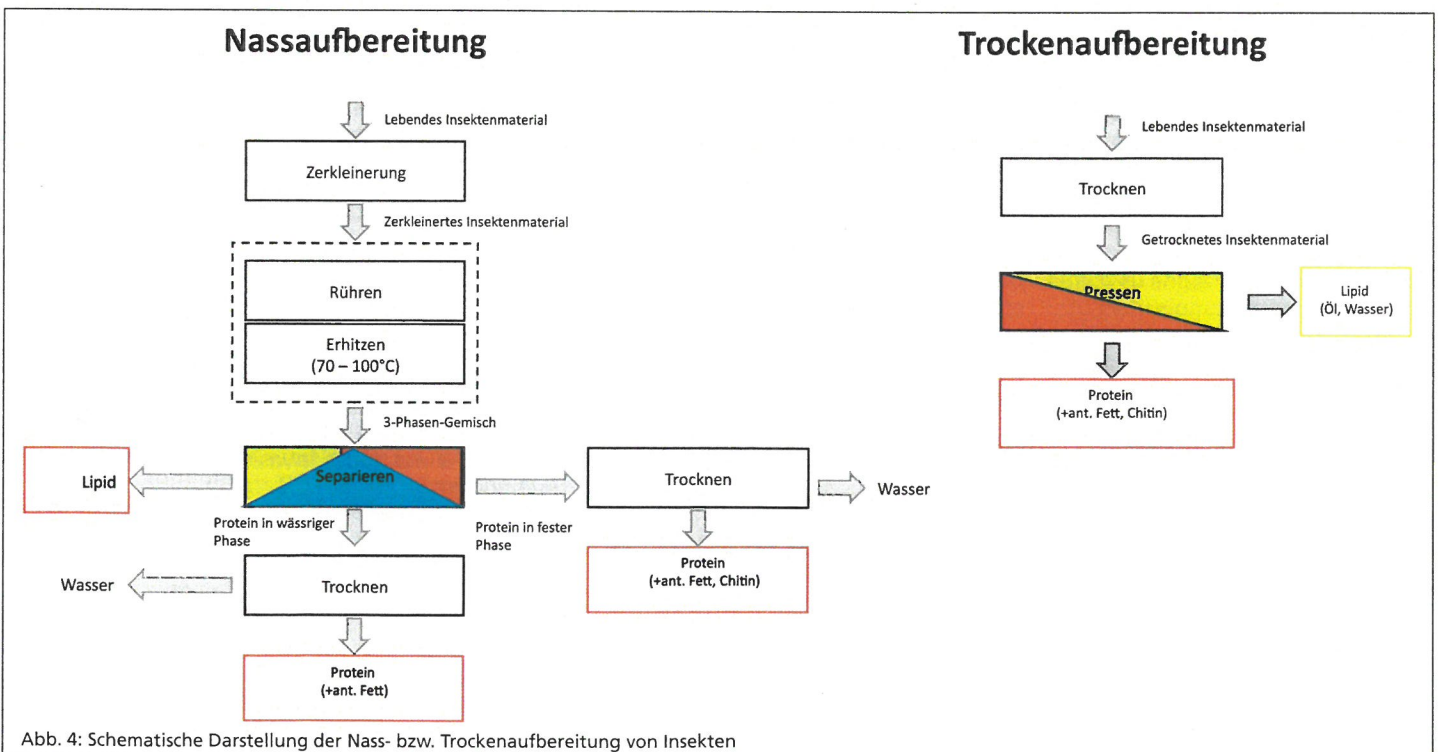 Nassaufbereitung
Lebendes Insektenmaterial
Zerkleinerung
Zerkleinertes Insektenmaterial
Rühren
Erhitzen
(70 – 100°C)
3-Phasen-Gemisch
Lipid
Separieren
Protein in wässriger
Phase
Protein in fester
Phase
Trocknen
Wasser
Protein
(+ant. Fett, Chitin)
Wasser
Trocknen
Protein
(+ant. Fett)
Trockenaufbereitung
Lebendes Insektenmaterial
Trocknen
Getrocknetes Insektenmaterial
Pressen
Lipid
(Öl, Wasser)
Protein
(+ant. Fett, Chitin)
Abb. 4: Schematische Darstellung der Nass- bzw. Trockenaufbereitung von Insekten